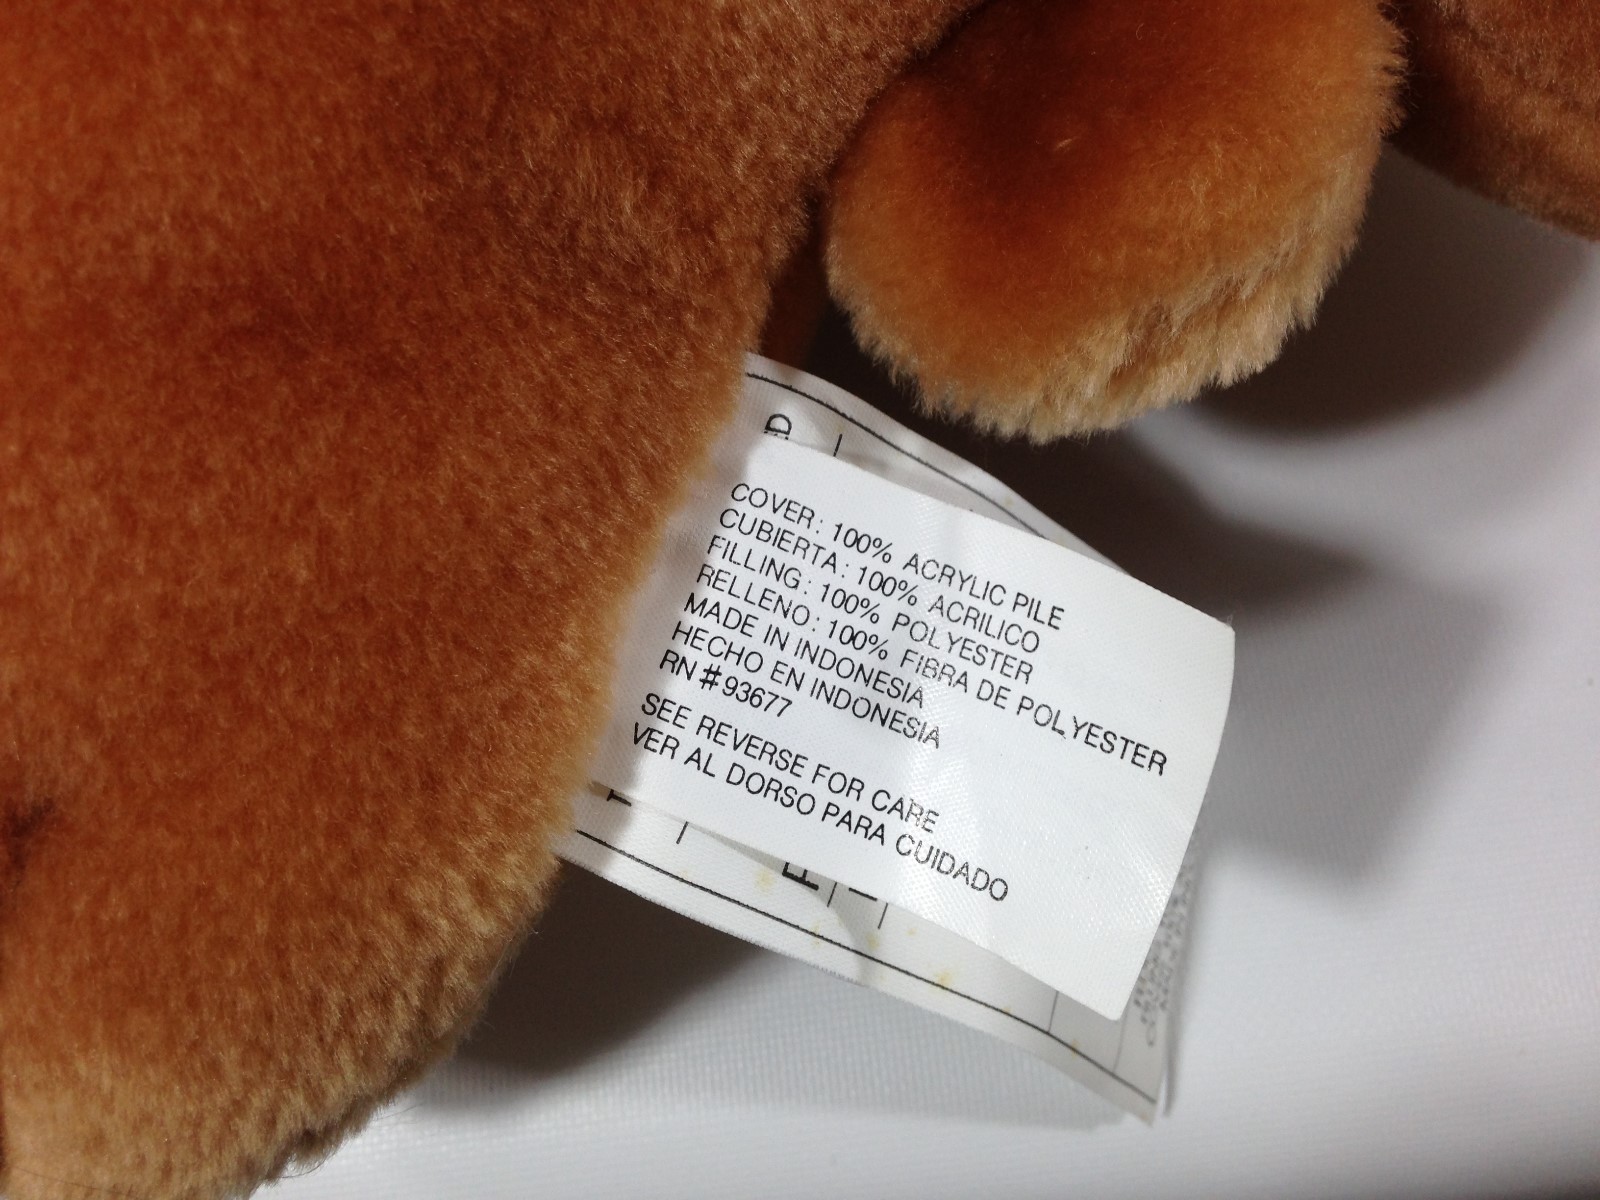 COVER: 100% ACRYLIC PILE
CUBIERTA: 100% ACRILICO
FILLING: 100% POLYESTER
RELLENO: 100% FIBRA DE POLYESTER
MADE IN INDONESIA
HECHO EN INDONESIA
RN #93677
SEE REVERSE FOR CARE
VER AL DORSO PARA CUIDADO